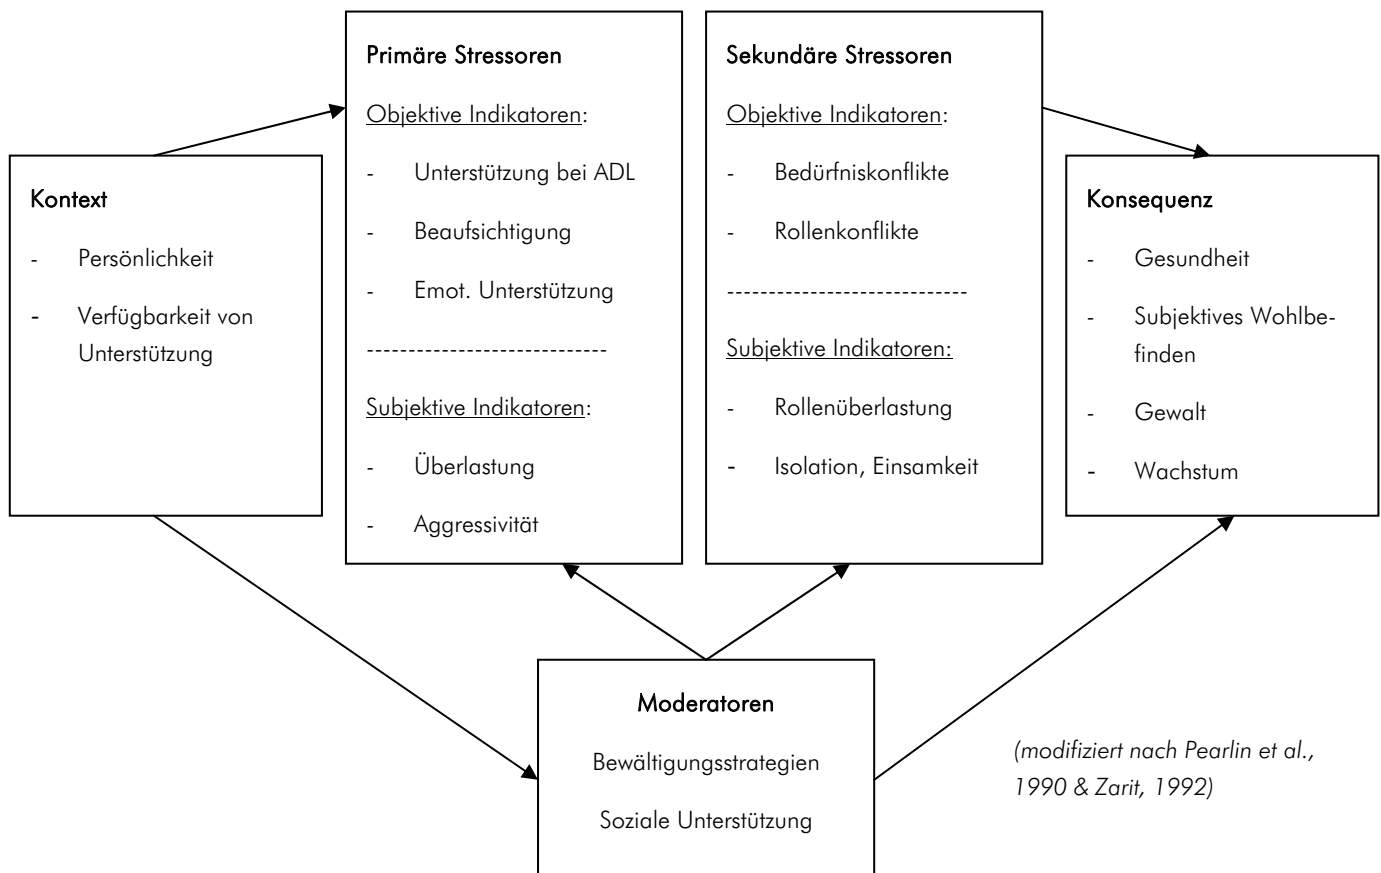 Primäre Stressoren
Objektive Indikatoren:
- Unterstützung bei ADL
- Beaufsichtigung
- Emot. Unterstützung
-----------------------------
Subjektive Indikatoren:
- Überlastung
- Aggressivität
Sekundäre Stressoren
Objektive Indikatoren:
- Bedürfniskonflikte
- Rollenkonflikte
-----------------------------
Subjektive Indikatoren:
- Rollenüberlastung
- Isolation, Einsamkeit
Kontext
- Persönlichkeit
- Verfügbarkeit von
Unterstützung
Konsequenz
- Gesundheit
- Subjektives Wohlbe-
finden
- Gewalt
- Wachstum
Moderatoren
Bewältigungsstrategien
Soziale Unterstützung
(modifiziert nach Pearlin et al.,
1990 & Zarit, 1992)